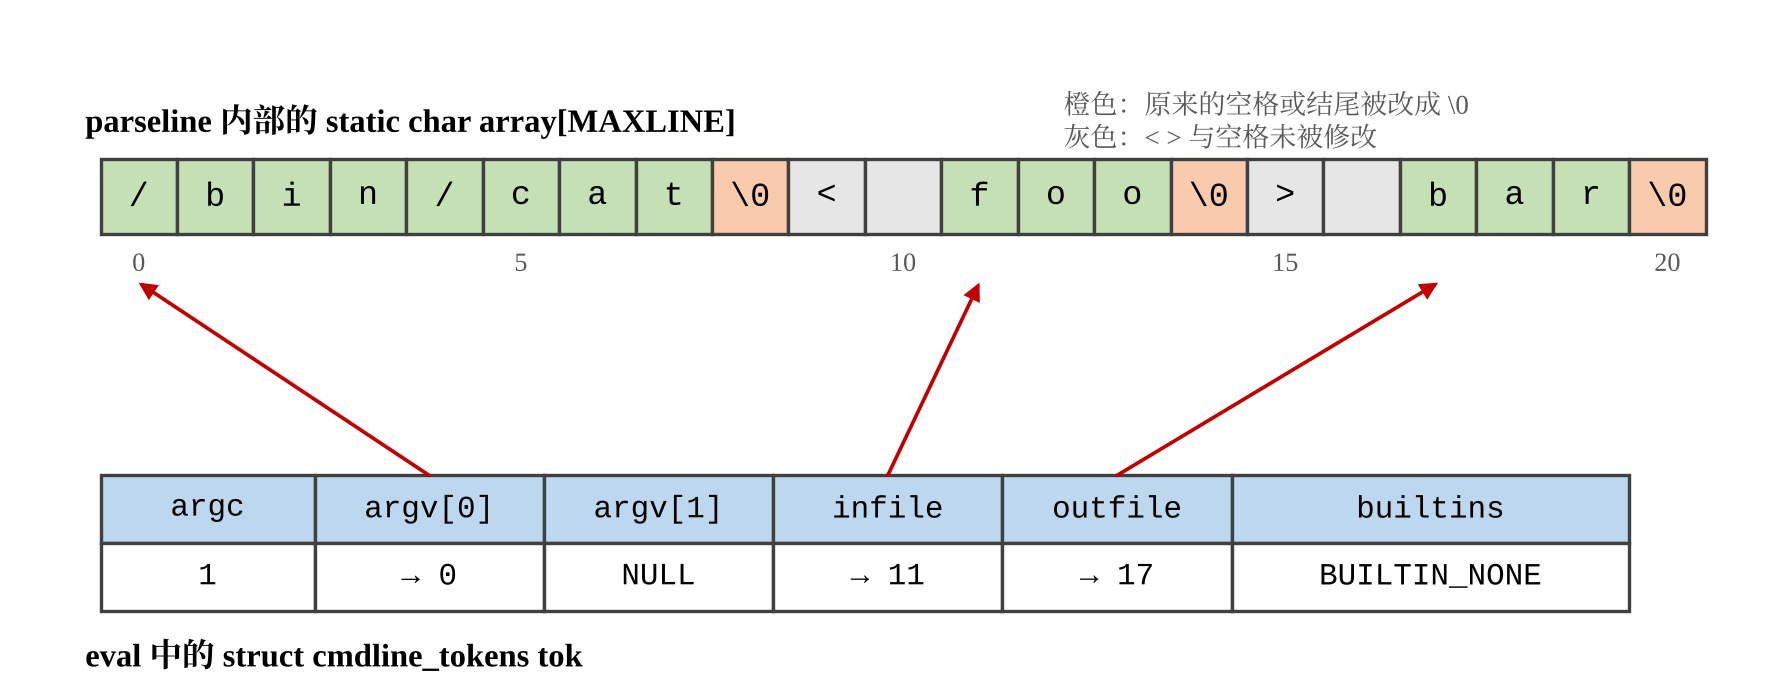 橙色：原来的空格或结尾被改成 \0
parseline 内部的 static char array[MAXLINE]
灰色：< > 与空格未被修改
/ b i n / c a t \0 < f o o \0 > b a r \0
0 5 10 15 20
argc argv[0] argv[1] infile outfile builtins
1 → 0 NULL → 11 → 17 BUILTIN_NONE
eval 中的 struct cmdline_tokens tok